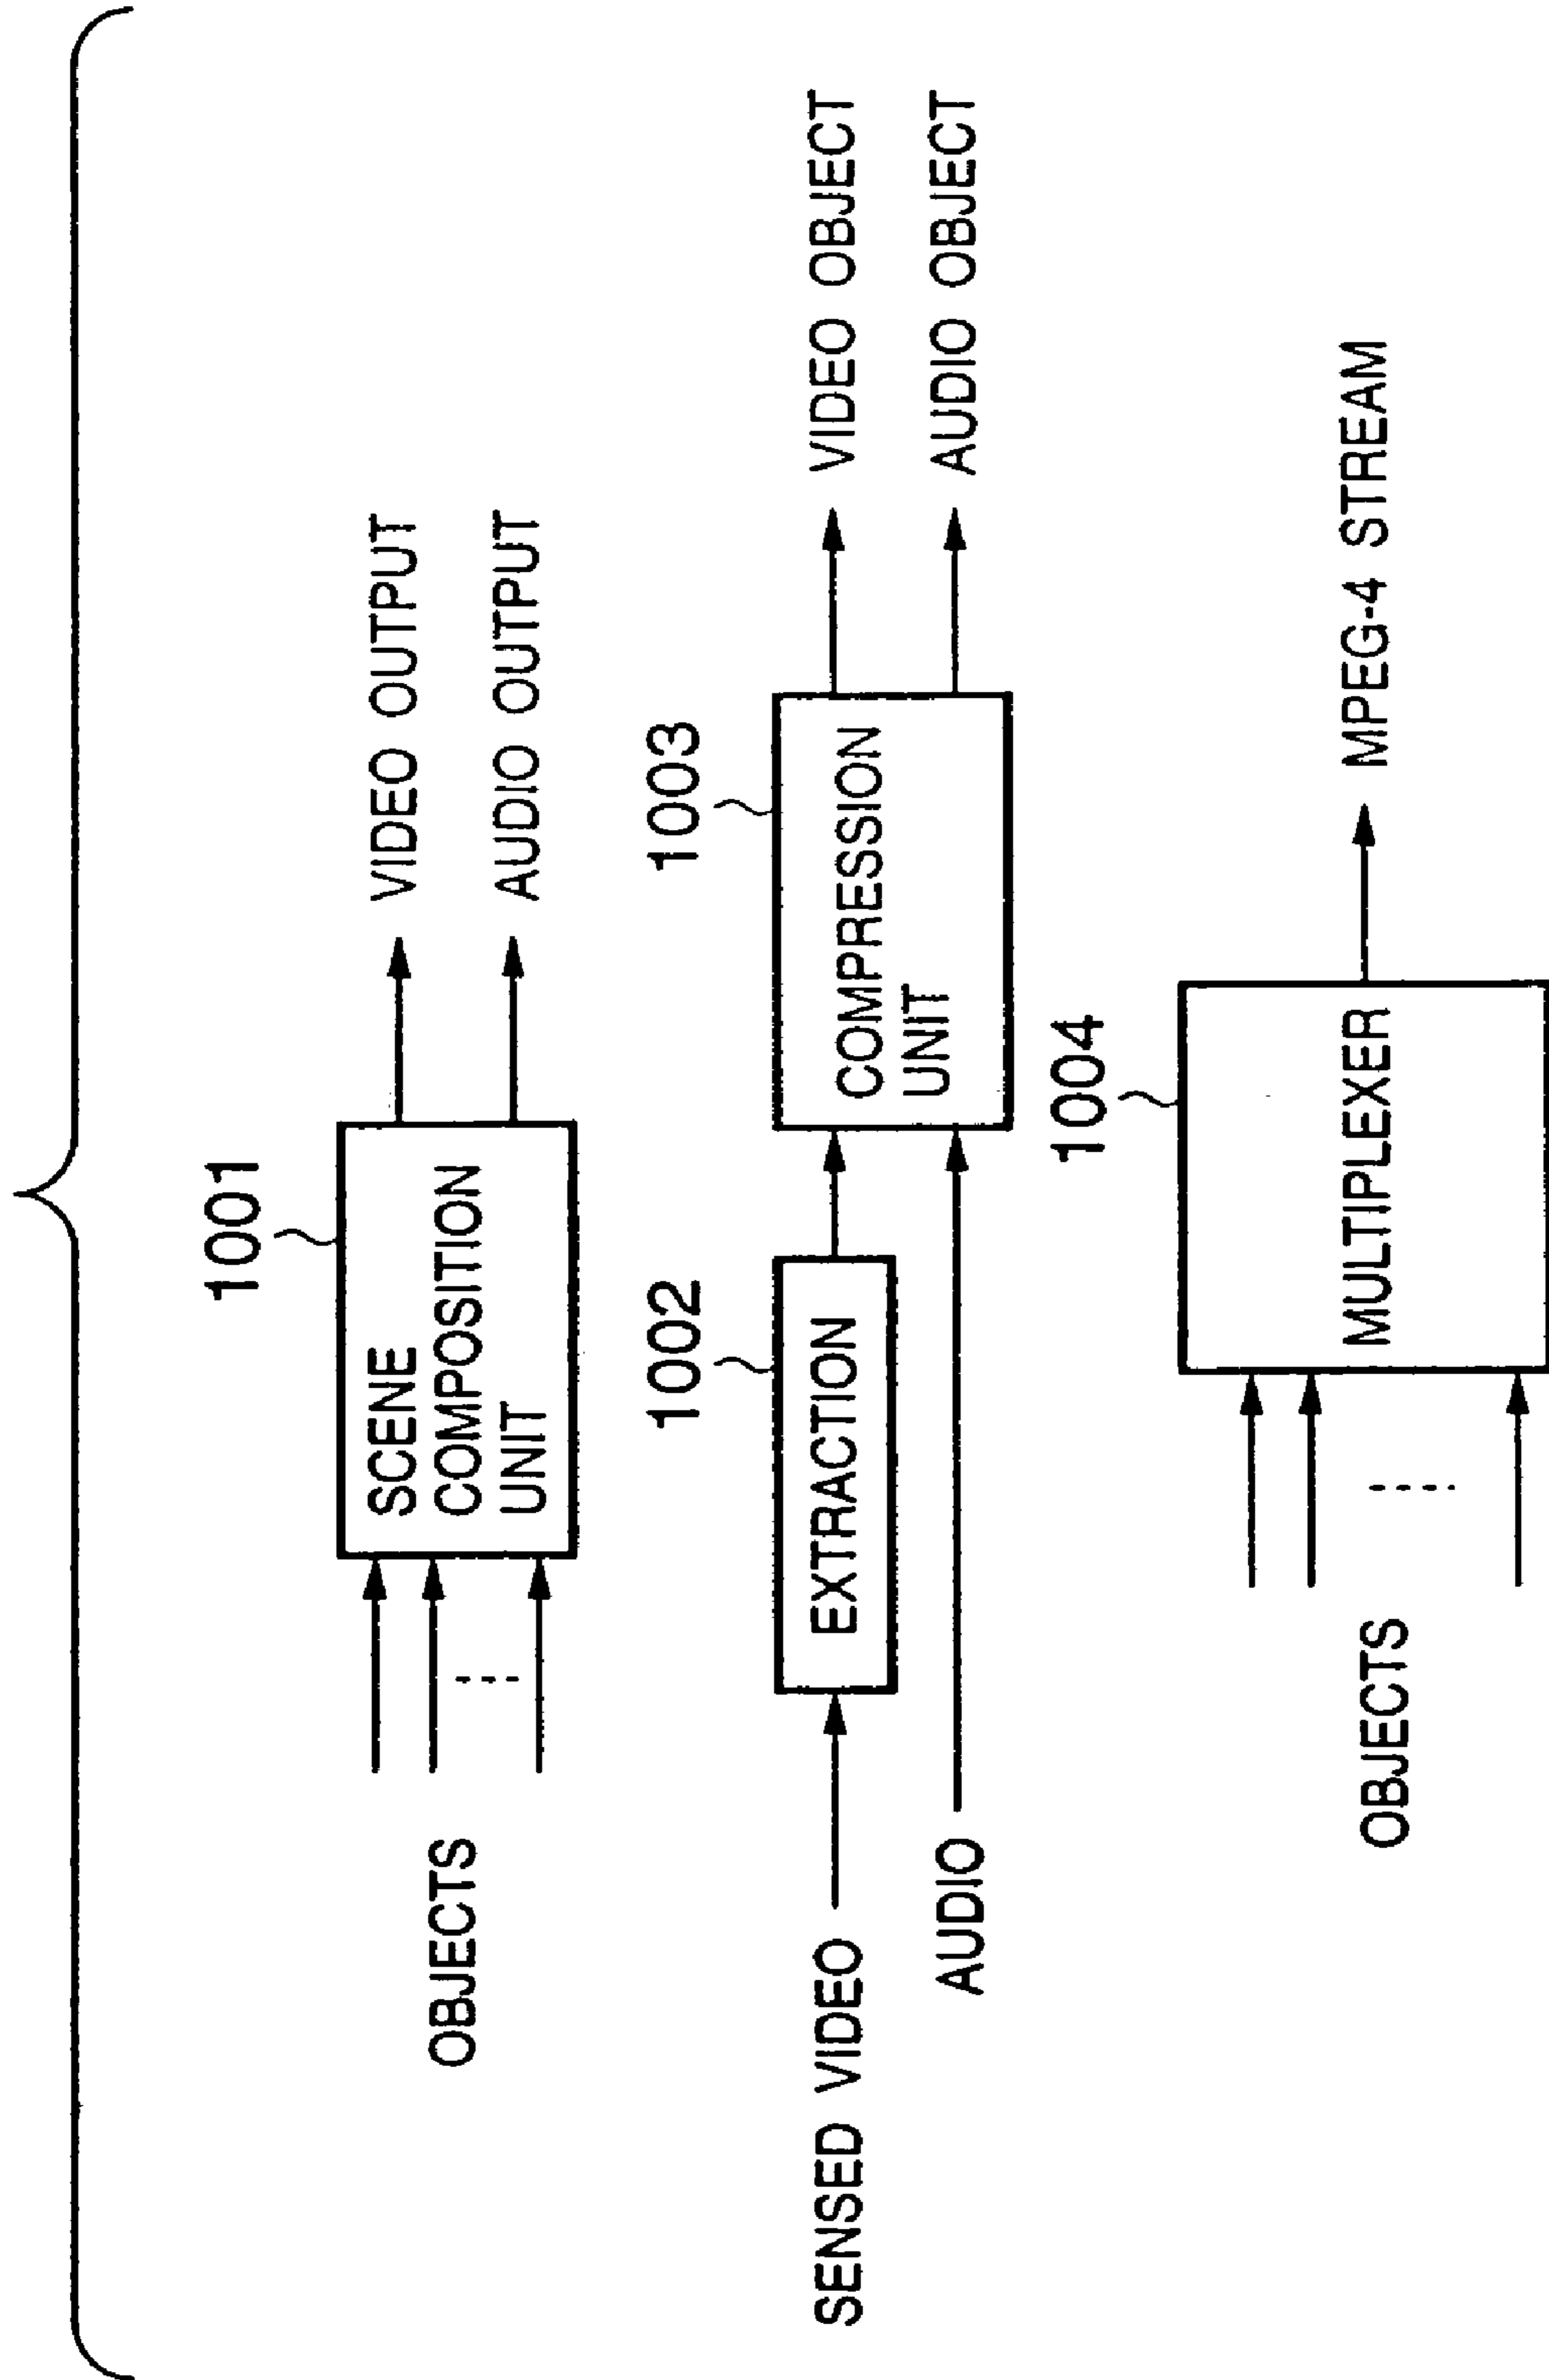 1001
OBJECTS
SCENE
COMPOSITION
UNIT
VIDEO OUTPUT
AUDIO OUTPUT
1002
1003
SENSED VIDEO
EXTRACTION
COMPRESSION
UNIT
VIDEO OBJECT
AUDIO
AUDIO OBJECT
1004
OBJECTS
MULTIPLEXER
MPEG-4 STREAM